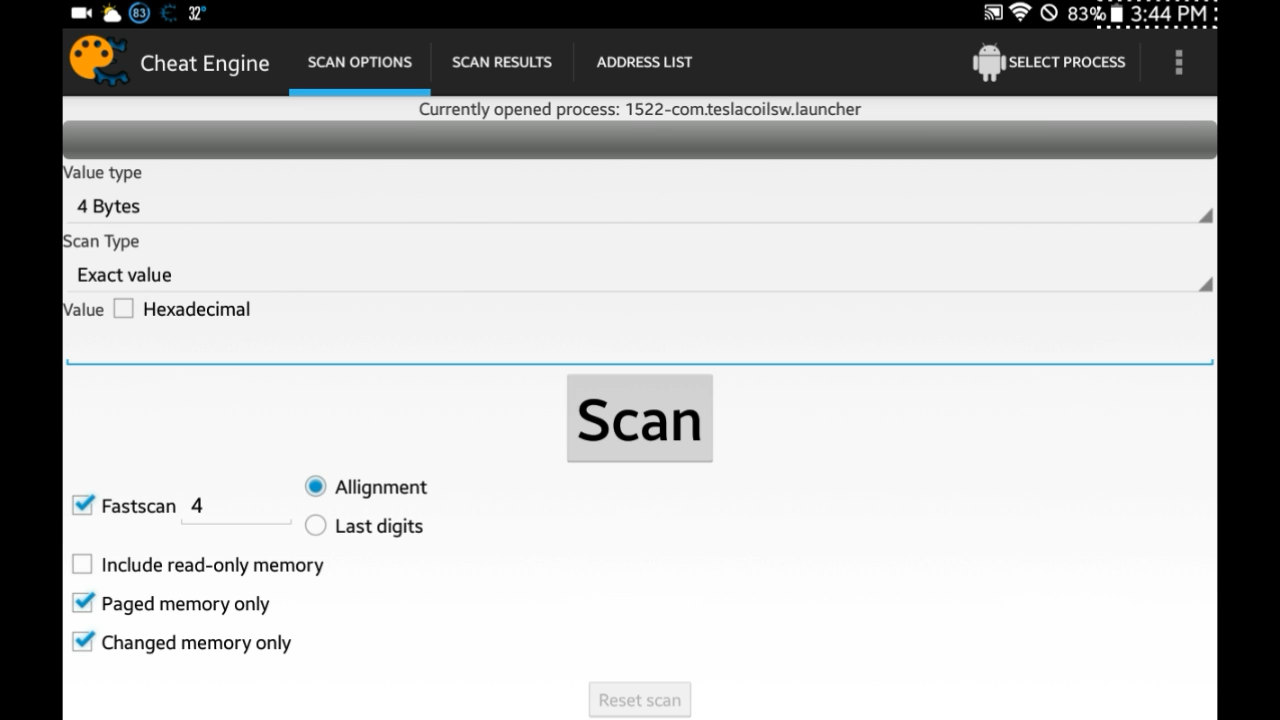 83 32° 83% 3:44 PM
Cheat Engine SCAN OPTIONS SCAN RESULTS ADDRESS LIST SELECT PROCESS
Currently opened process: 1522-com.teslacoilsw.launcher
Value type
4 Bytes
Scan Type
Exact value
Value Hexadecimal
Scan
Allignment
Fastscan 4
Last digits
Include read-only memory
Paged memory only
Changed memory only
Reset scan